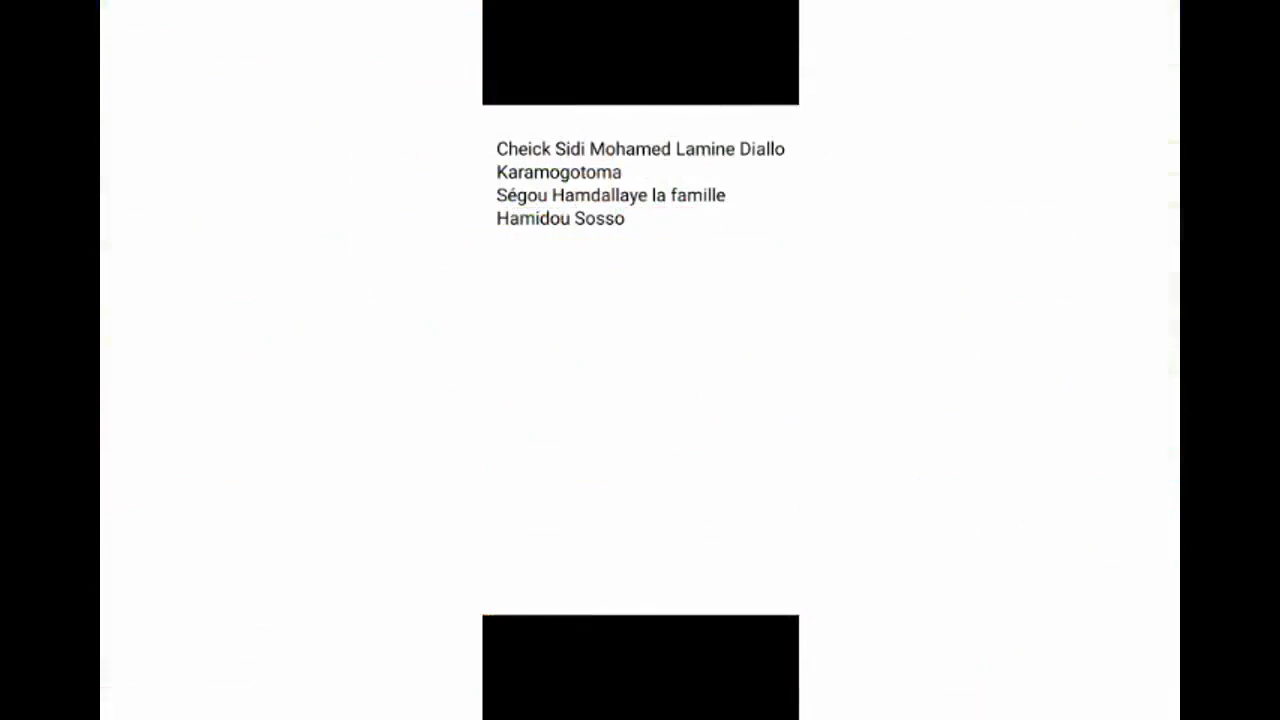 Cheick Sidi Mohamed Lamine Diallo
Karamogotoma
Ségou Hamdallaye la famille
Hamidou Sosso